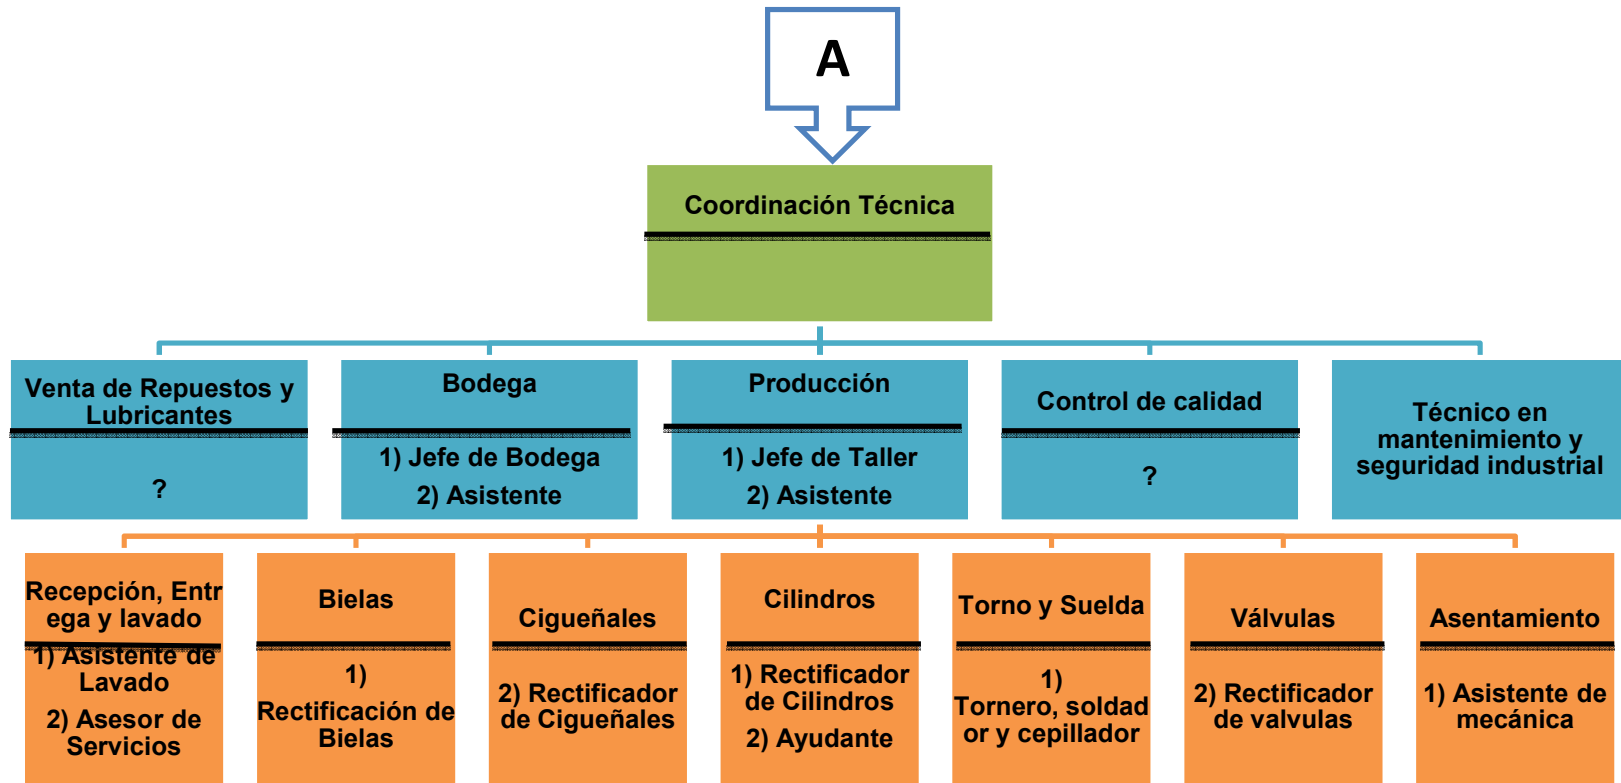 A
Coordinación Técnica
Venta de Repuestos y
Lubricantes
?
Bodega
1) Jefe de Bodega
2) Asistente
Producción
1) Jefe de Taller
2) Asistente
Control de calidad
?
Técnico en
mantenimiento y
seguridad industrial
Recepción, Entr
ega y lavado
1) Asistente de
Lavado
2) Asesor de
Servicios
Bielas
1)
Rectificación de
Bielas
Cigueñales
2) Rectificador
de Cigueñales
Cilindros
1) Rectificador
de Cilindros
2) Ayudante
Torno y Suelda
1)
Tornero, soldad
or y cepillador
Válvulas
2) Rectificador
de valvulas
Asentamiento
1) Asistente de
mecánica